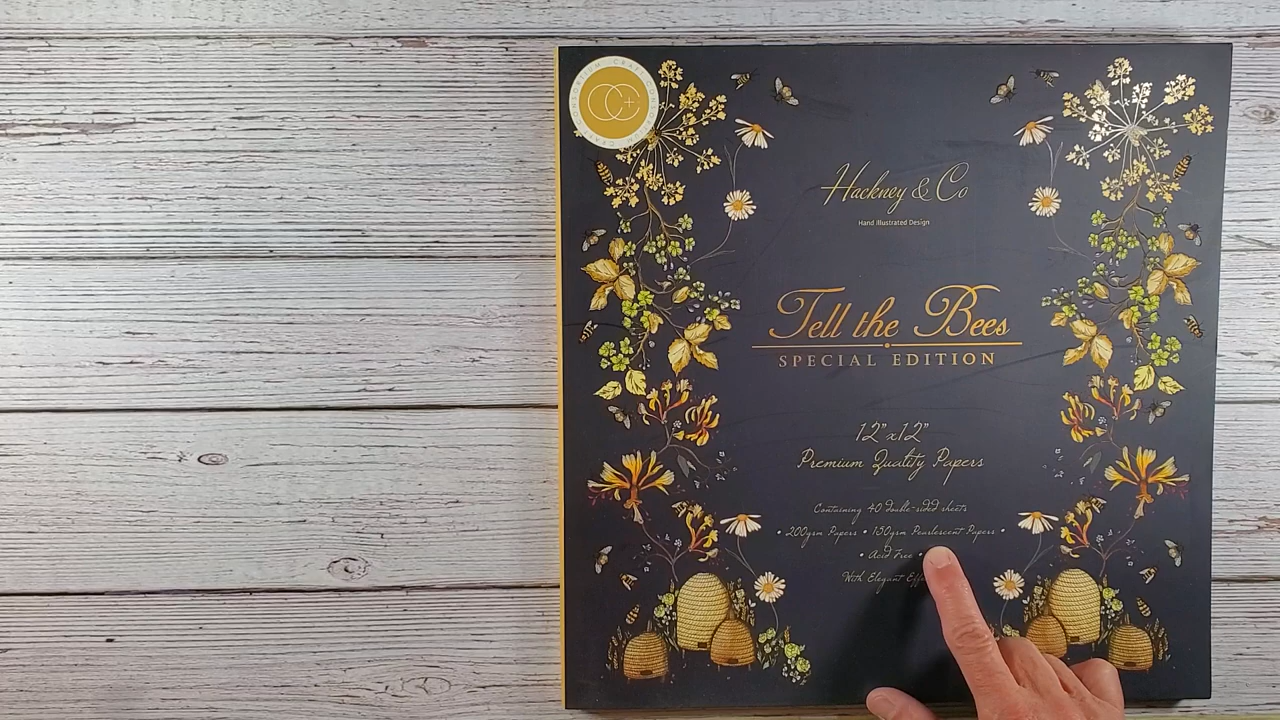 Hackney & Co
Hand Illustrated Design
Tell the Bees
SPECIAL EDITION
12"x12"
Premium Quality Papers
Containing 40 double-sided sheets
• 200gsm Papers • 150gsm Pearlescent Papers •
• Acid Free •
With Elegant